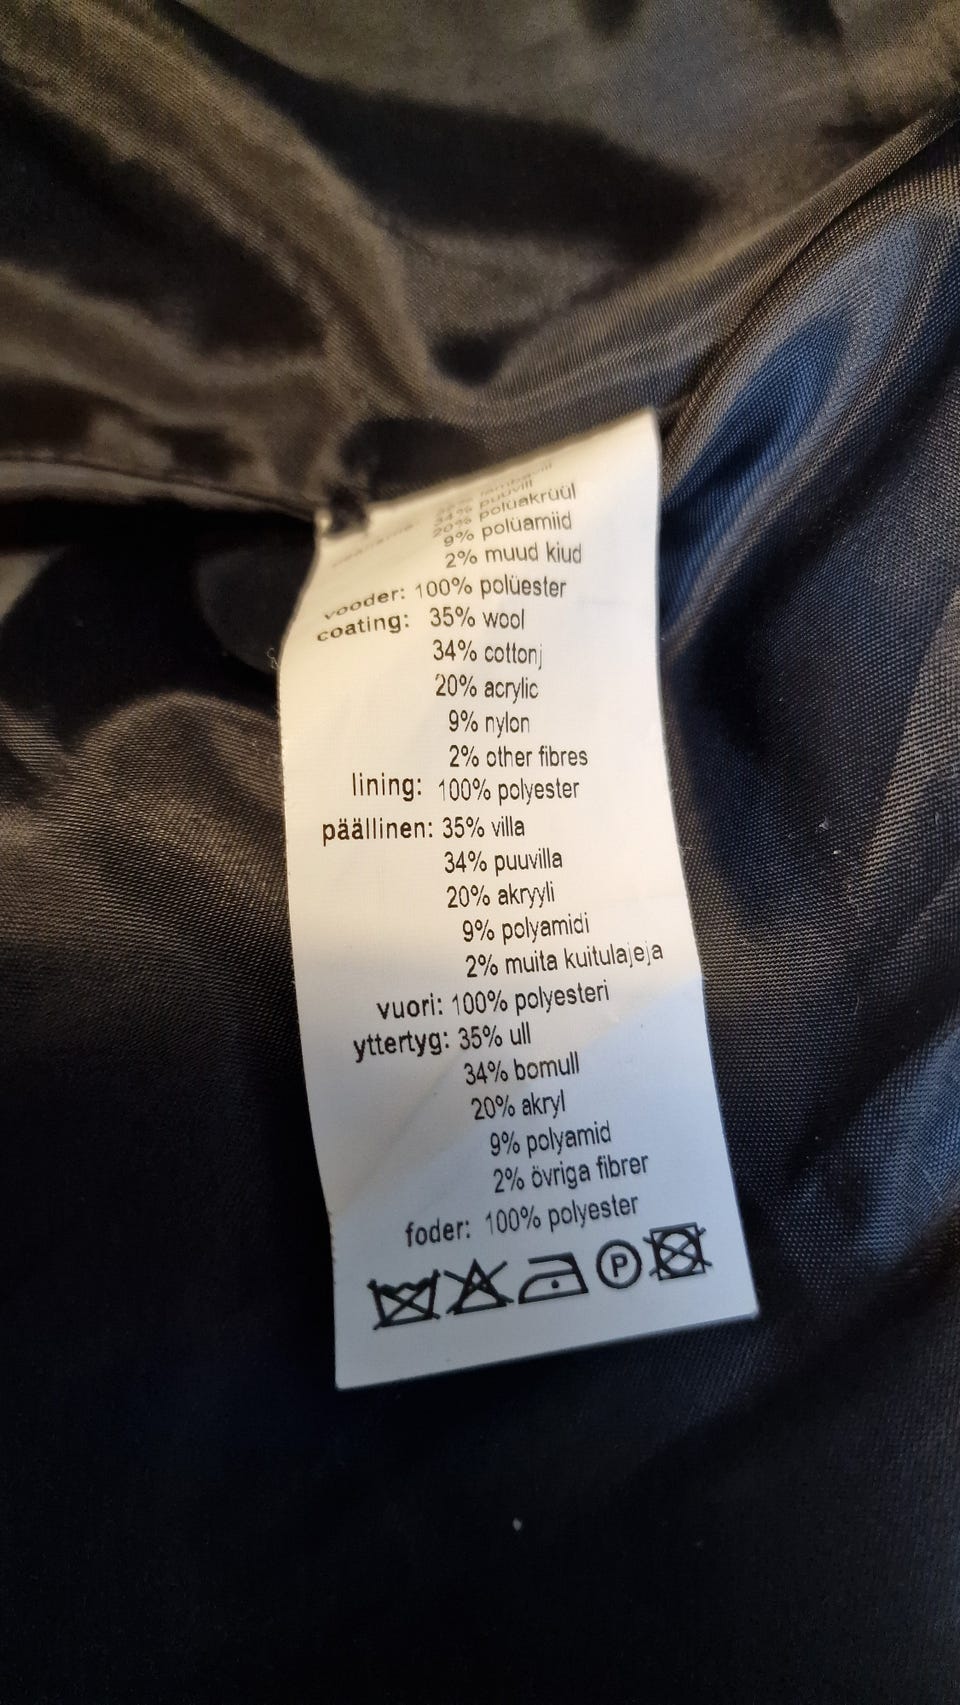 34% puuvill
20% polüakrüül
9% polüamiid
2% muud kiud
vooder: 100% polüester
coating: 35% wool
34% cottonj
20% acrylic
9% nylon
2% other fibres
lining: 100% polyester
päällinen: 35% villa
34% puuvilla
20% akryyli
9% polyamidi
2% muita kuitulajeja
vuori: 100% polyesteri
yttertyg: 35% ull
34% bomull
20% akryl
9% polyamid
2% övriga fibrer
foder: 100% polyester
P